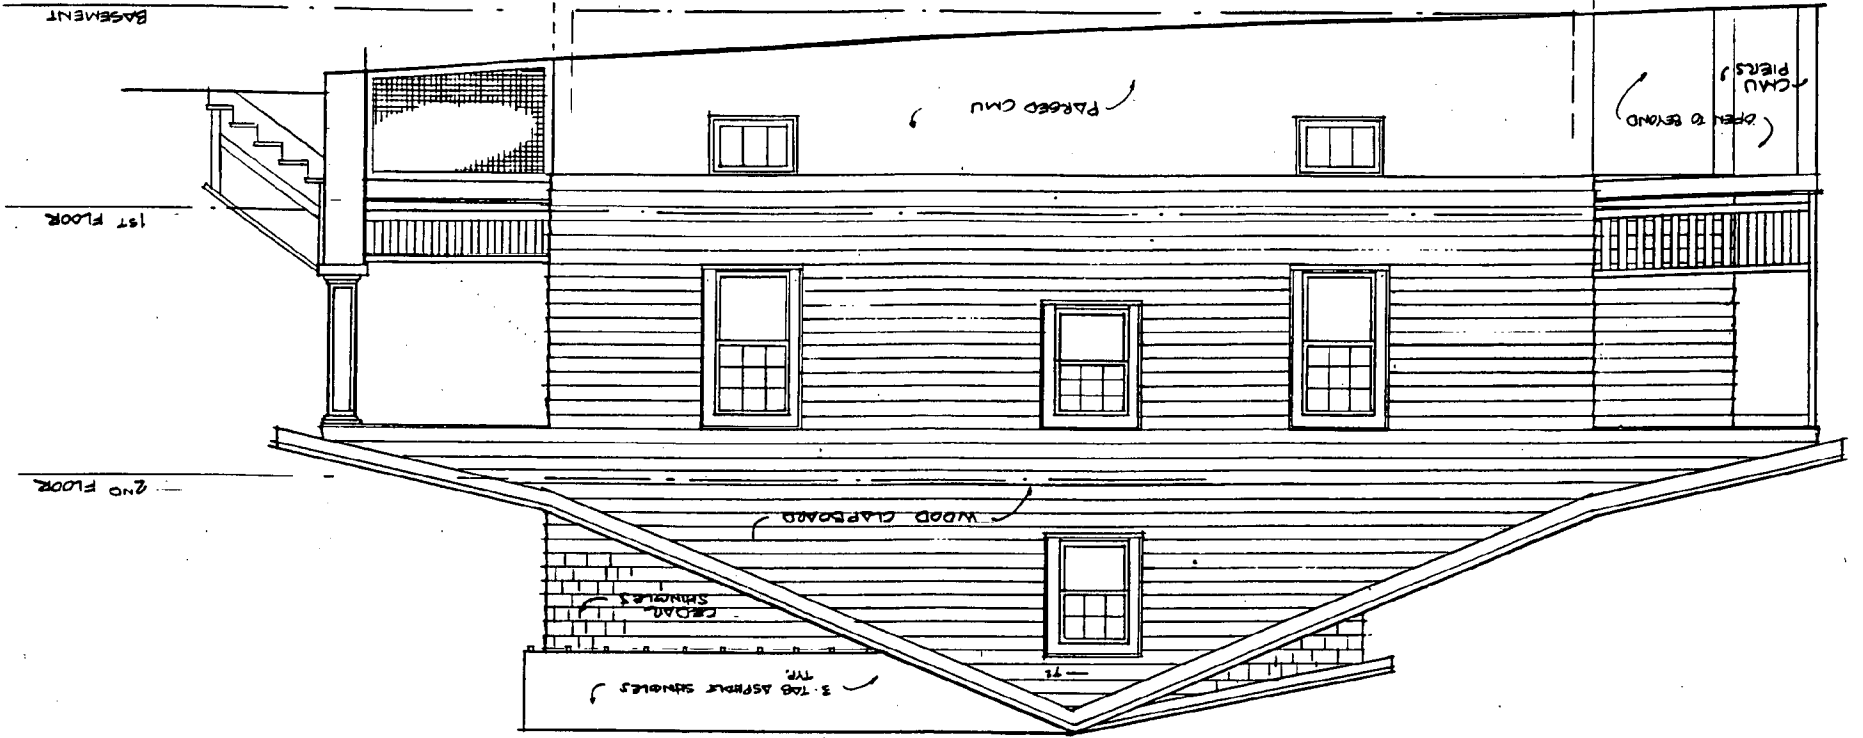 3-TAB ASPHALT SHINGLES
TYP.
CEDAR
SHINGLES
WOOD CLAPBOARD
2ND FLOOR
1ST FLOOR
OPEN TO BEYOND
PARGED CMU
CMU
PIERS
BASEMENT